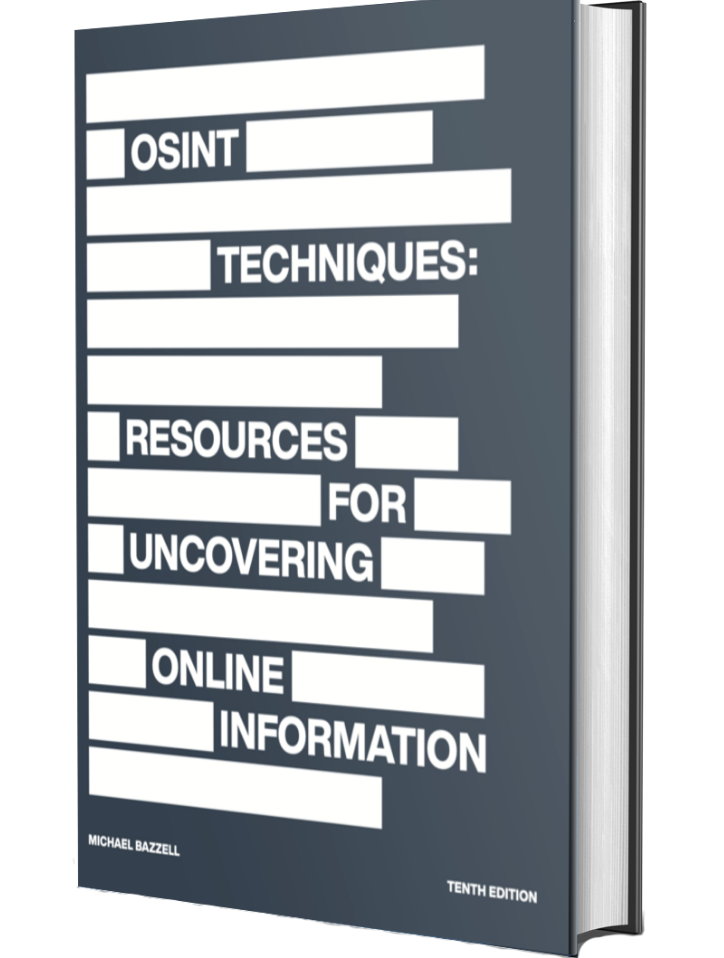 OSINT
TECHNIQUES:
RESOURCES
FOR
UNCOVERING
ONLINE
INFORMATION
MICHAEL BAZZELL
TENTH EDITION